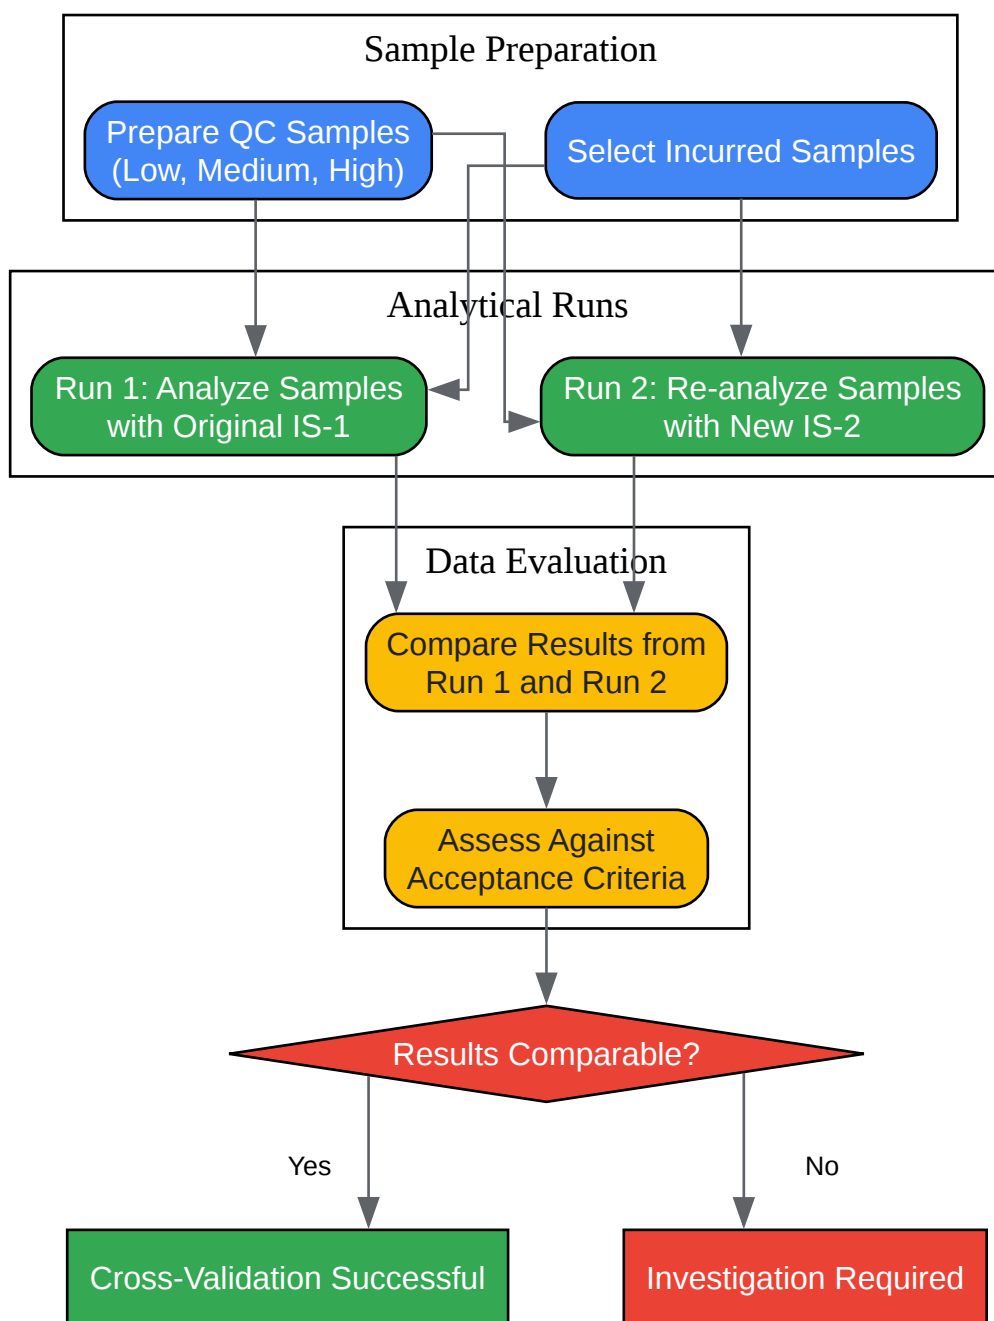 Sample Preparation
Prepare QC Samples
(Low, Medium, High)
Select Incurred Samples
Analytical Runs
Run 1: Analyze Samples
with Original IS-1
Run 2: Re-analyze Samples
with New IS-2
Data Evaluation
Compare Results from
Run 1 and Run 2
Assess Against
Acceptance Criteria
Results Comparable?
Yes
No
Cross-Validation Successful
Investigation Required